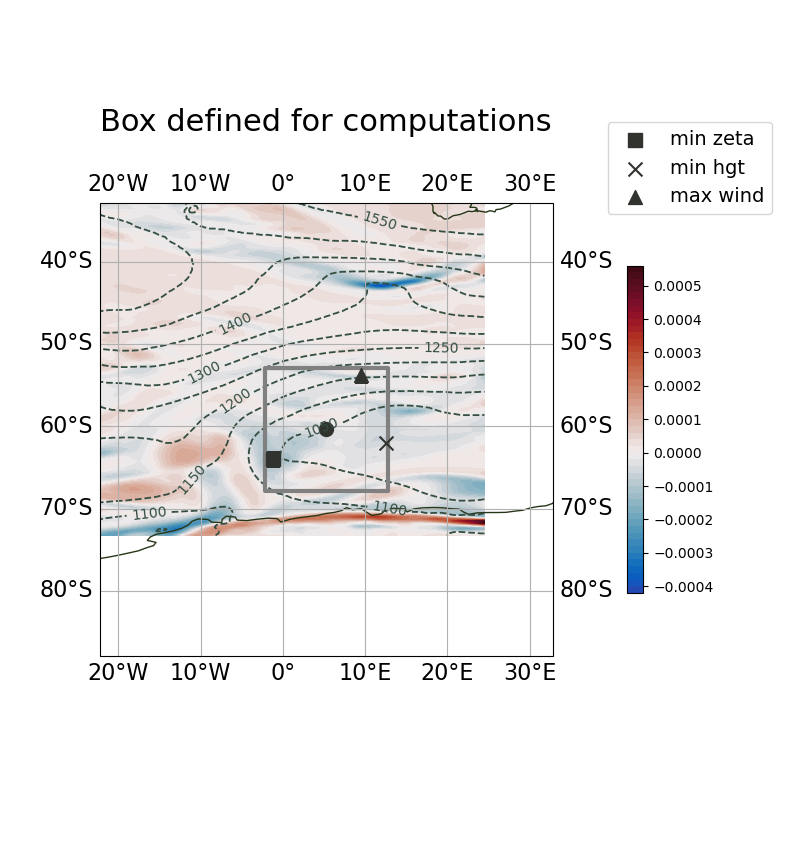 Box defined for computations
min zeta
min hgt
max wind
20°W 10°W 0° 10°E 20°E 30°E
1550
40°S 40°S
1400
50°S 50°S
1250
1300
1200
60°S 60°S
1150
70°S 70°S
1100
1100
80°S 80°S
20°W 10°W 0° 10°E 20°E 30°E
0.0005
0.0004
0.0003
0.0002
0.0001
0.0000
−0.0001
−0.0002
−0.0003
−0.0004